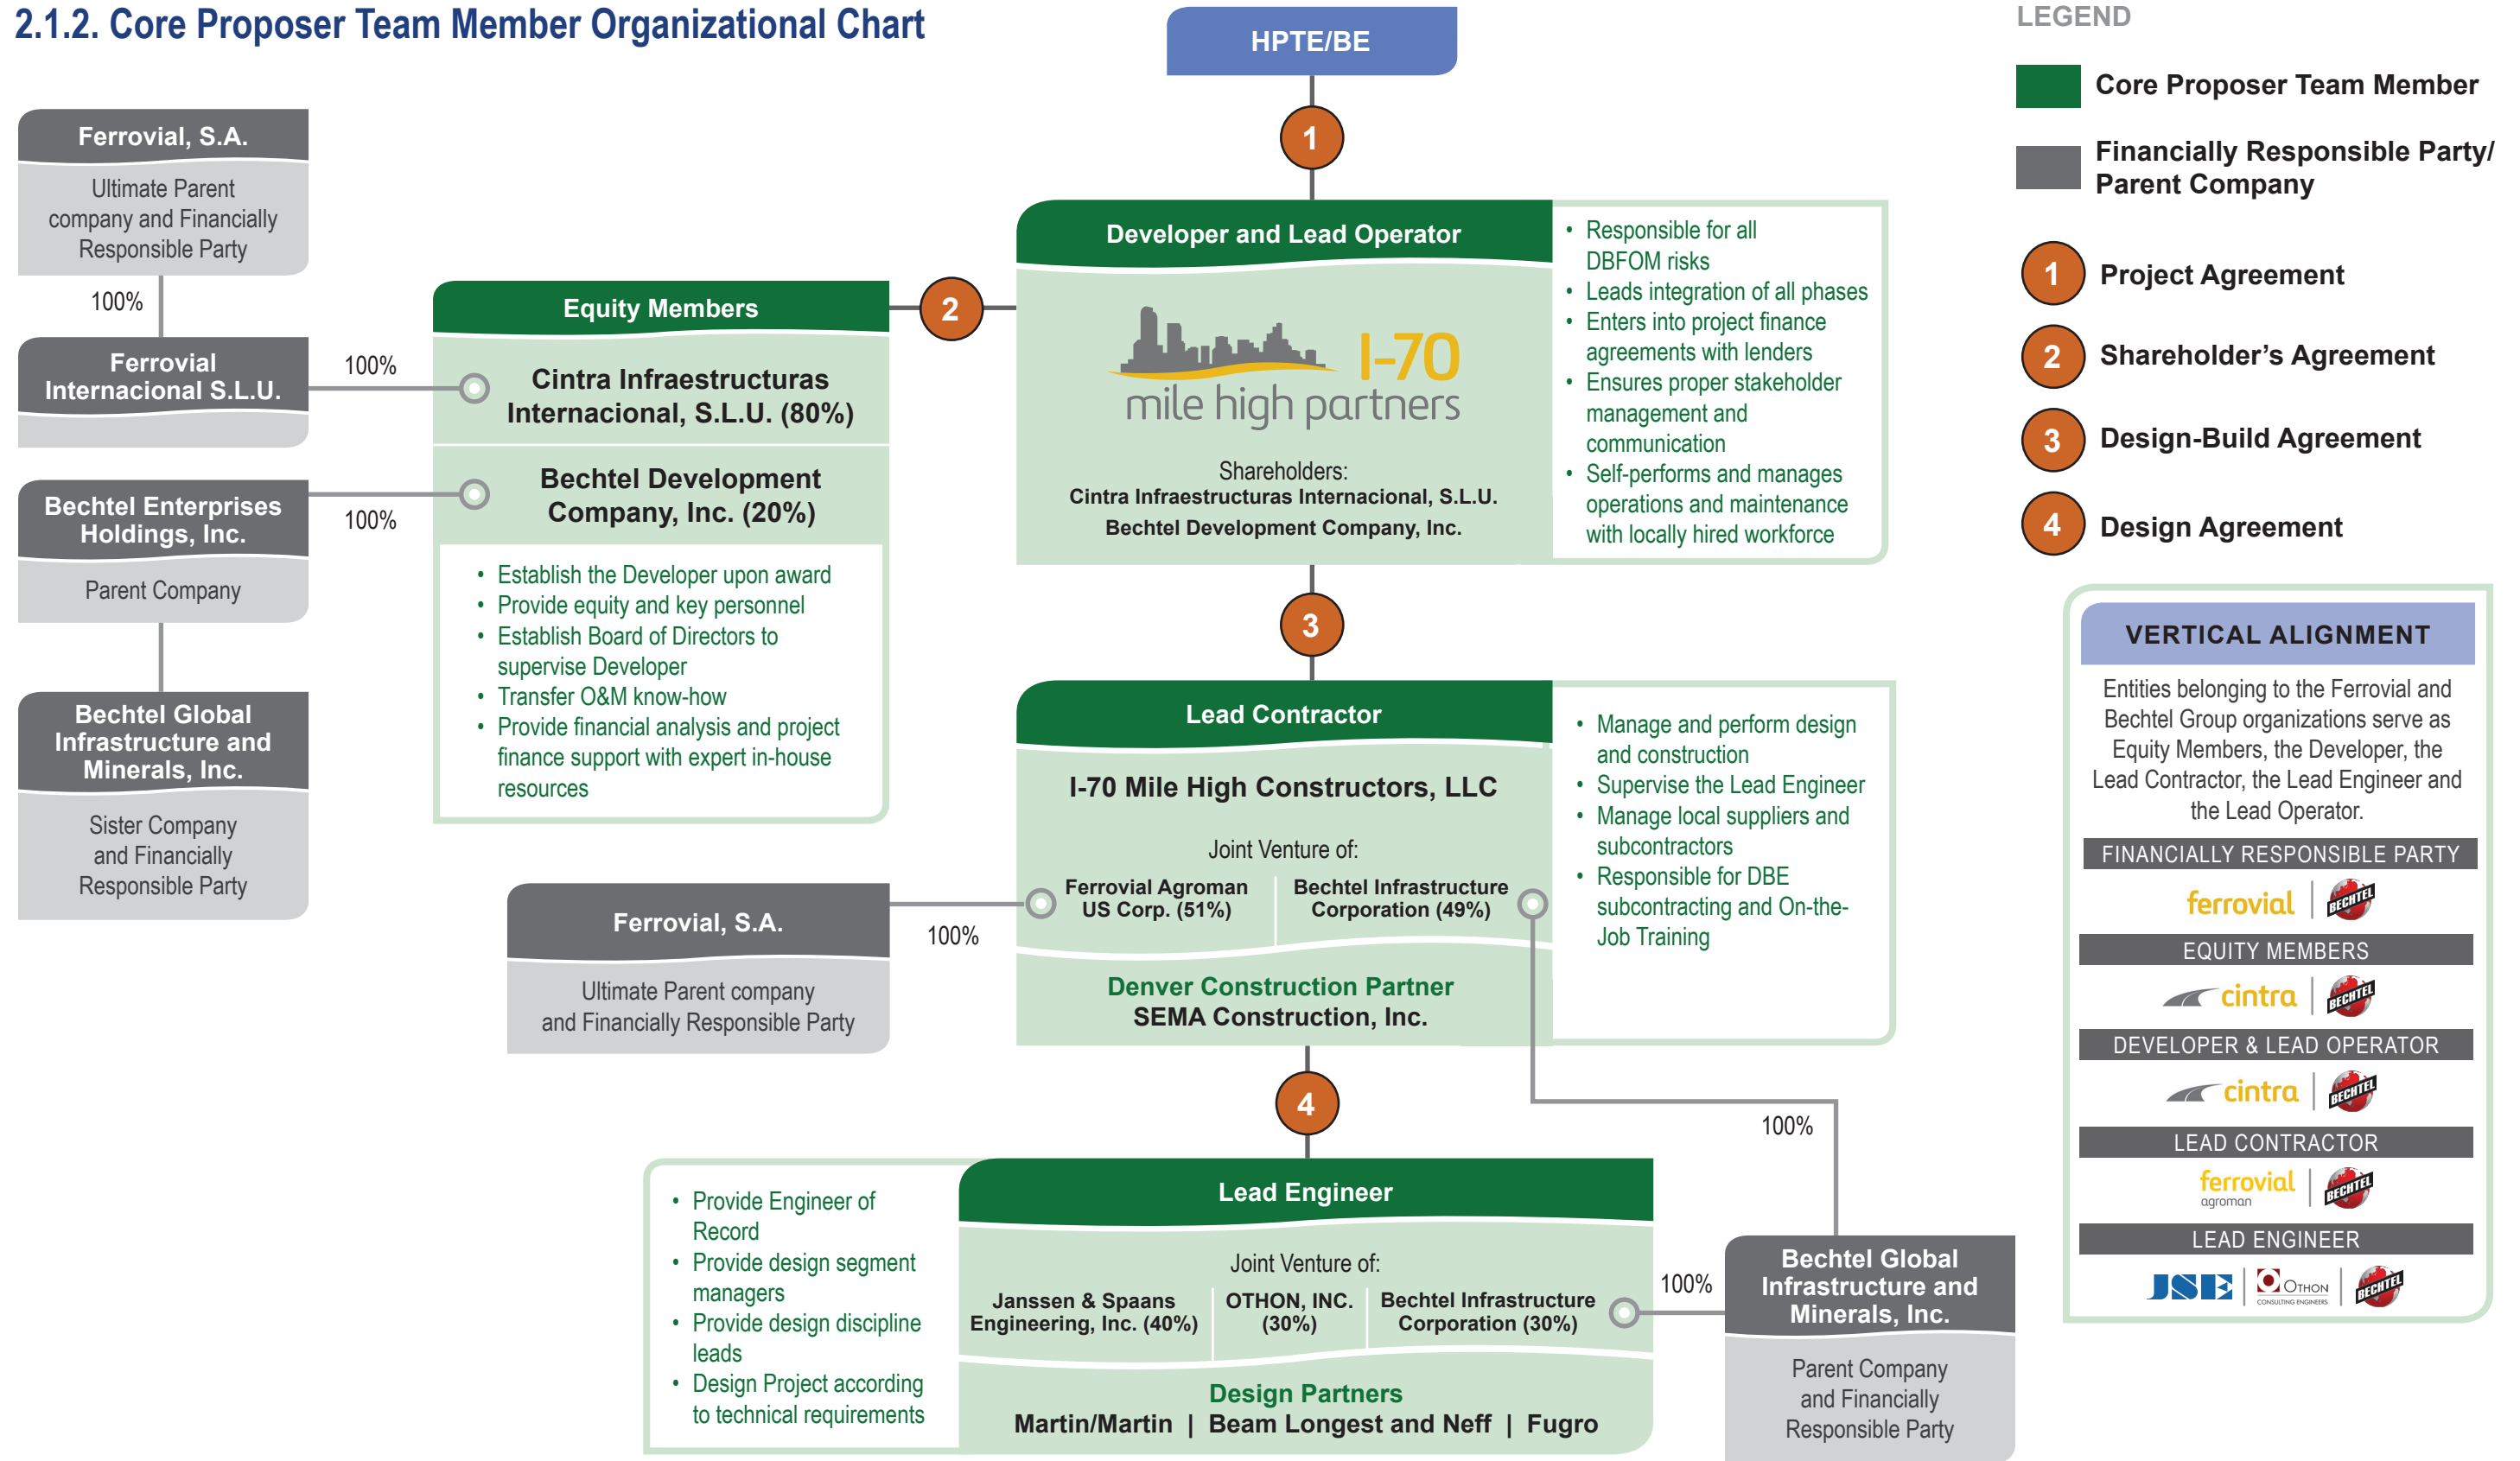 2.1.2. Core Proposer Team Member Organizational Chart
HPTE/BE
1
Ferrovial, S.A.
Ultimate Parent
company and Financially
Responsible Party
100%
Ferrovial
Internacional S.L.U.
100%
Bechtel Enterprises
Holdings, Inc.
Parent Company
100%
Bechtel Global
Infrastructure and
Minerals, Inc.
Sister Company
and Financially
Responsible Party
Equity Members
Cintra Infraestructuras
Internacional, S.L.U. (80%)
Bechtel Development
Company, Inc. (20%)
• Establish the Developer upon award
• Provide equity and key personnel
• Establish Board of Directors to
supervise Developer
• Transfer O&M know-how
• Provide financial analysis and project
finance support with expert in-house
resources
2
Developer and Lead Operator
I-70
mile high partners
Shareholders:
Cintra Infraestructuras Internacional, S.L.U.
Bechtel Development Company, Inc.
• Responsible for all
DBFOM risks
• Leads integration of all phases
• Enters into project finance
agreements with lenders
• Ensures proper stakeholder
management and
communication
• Self-performs and manages
operations and maintenance
with locally hired workforce
3
Lead Contractor
I-70 Mile High Constructors, LLC
Joint Venture of:
Ferrovial Agroman
US Corp. (51%)
Bechtel Infrastructure
Corporation (49%)
Denver Construction Partner
SEMA Construction, Inc.
• Manage and perform design
and construction
• Supervise the Lead Engineer
• Manage local suppliers and
subcontractors
• Responsible for DBE
subcontracting and On-the-
Job Training
Ferrovial, S.A.
Ultimate Parent company
and Financially Responsible Party
100%
4
100%
Lead Engineer
Joint Venture of:
Janssen & Spaans
Engineering, Inc. (40%)
OTHON, INC.
(30%)
Bechtel Infrastructure
Corporation (30%)
Design Partners
Martin/Martin | Beam Longest and Neff | Fugro
• Provide Engineer of
Record
• Provide design segment
managers
• Provide design discipline
leads
• Design Project according
to technical requirements
100%
Bechtel Global
Infrastructure and
Minerals, Inc.
Parent Company
and Financially
Responsible Party
LEGEND
Core Proposer Team Member
Financially Responsible Party/
Parent Company
1 Project Agreement
2 Shareholder’s Agreement
3 Design-Build Agreement
4 Design Agreement
VERTICAL ALIGNMENT
Entities belonging to the Ferrovial and
Bechtel Group organizations serve as
Equity Members, the Developer, the
Lead Contractor, the Lead Engineer and
the Lead Operator.
FINANCIALLY RESPONSIBLE PARTY
ferrovial | BECHTEL
EQUITY MEMBERS
cintra | BECHTEL
DEVELOPER & LEAD OPERATOR
cintra | BECHTEL
LEAD CONTRACTOR
ferrovial
agroman | BECHTEL
LEAD ENGINEER
JSE | OTHON
CONSULTING ENGINEERS | BECHTEL